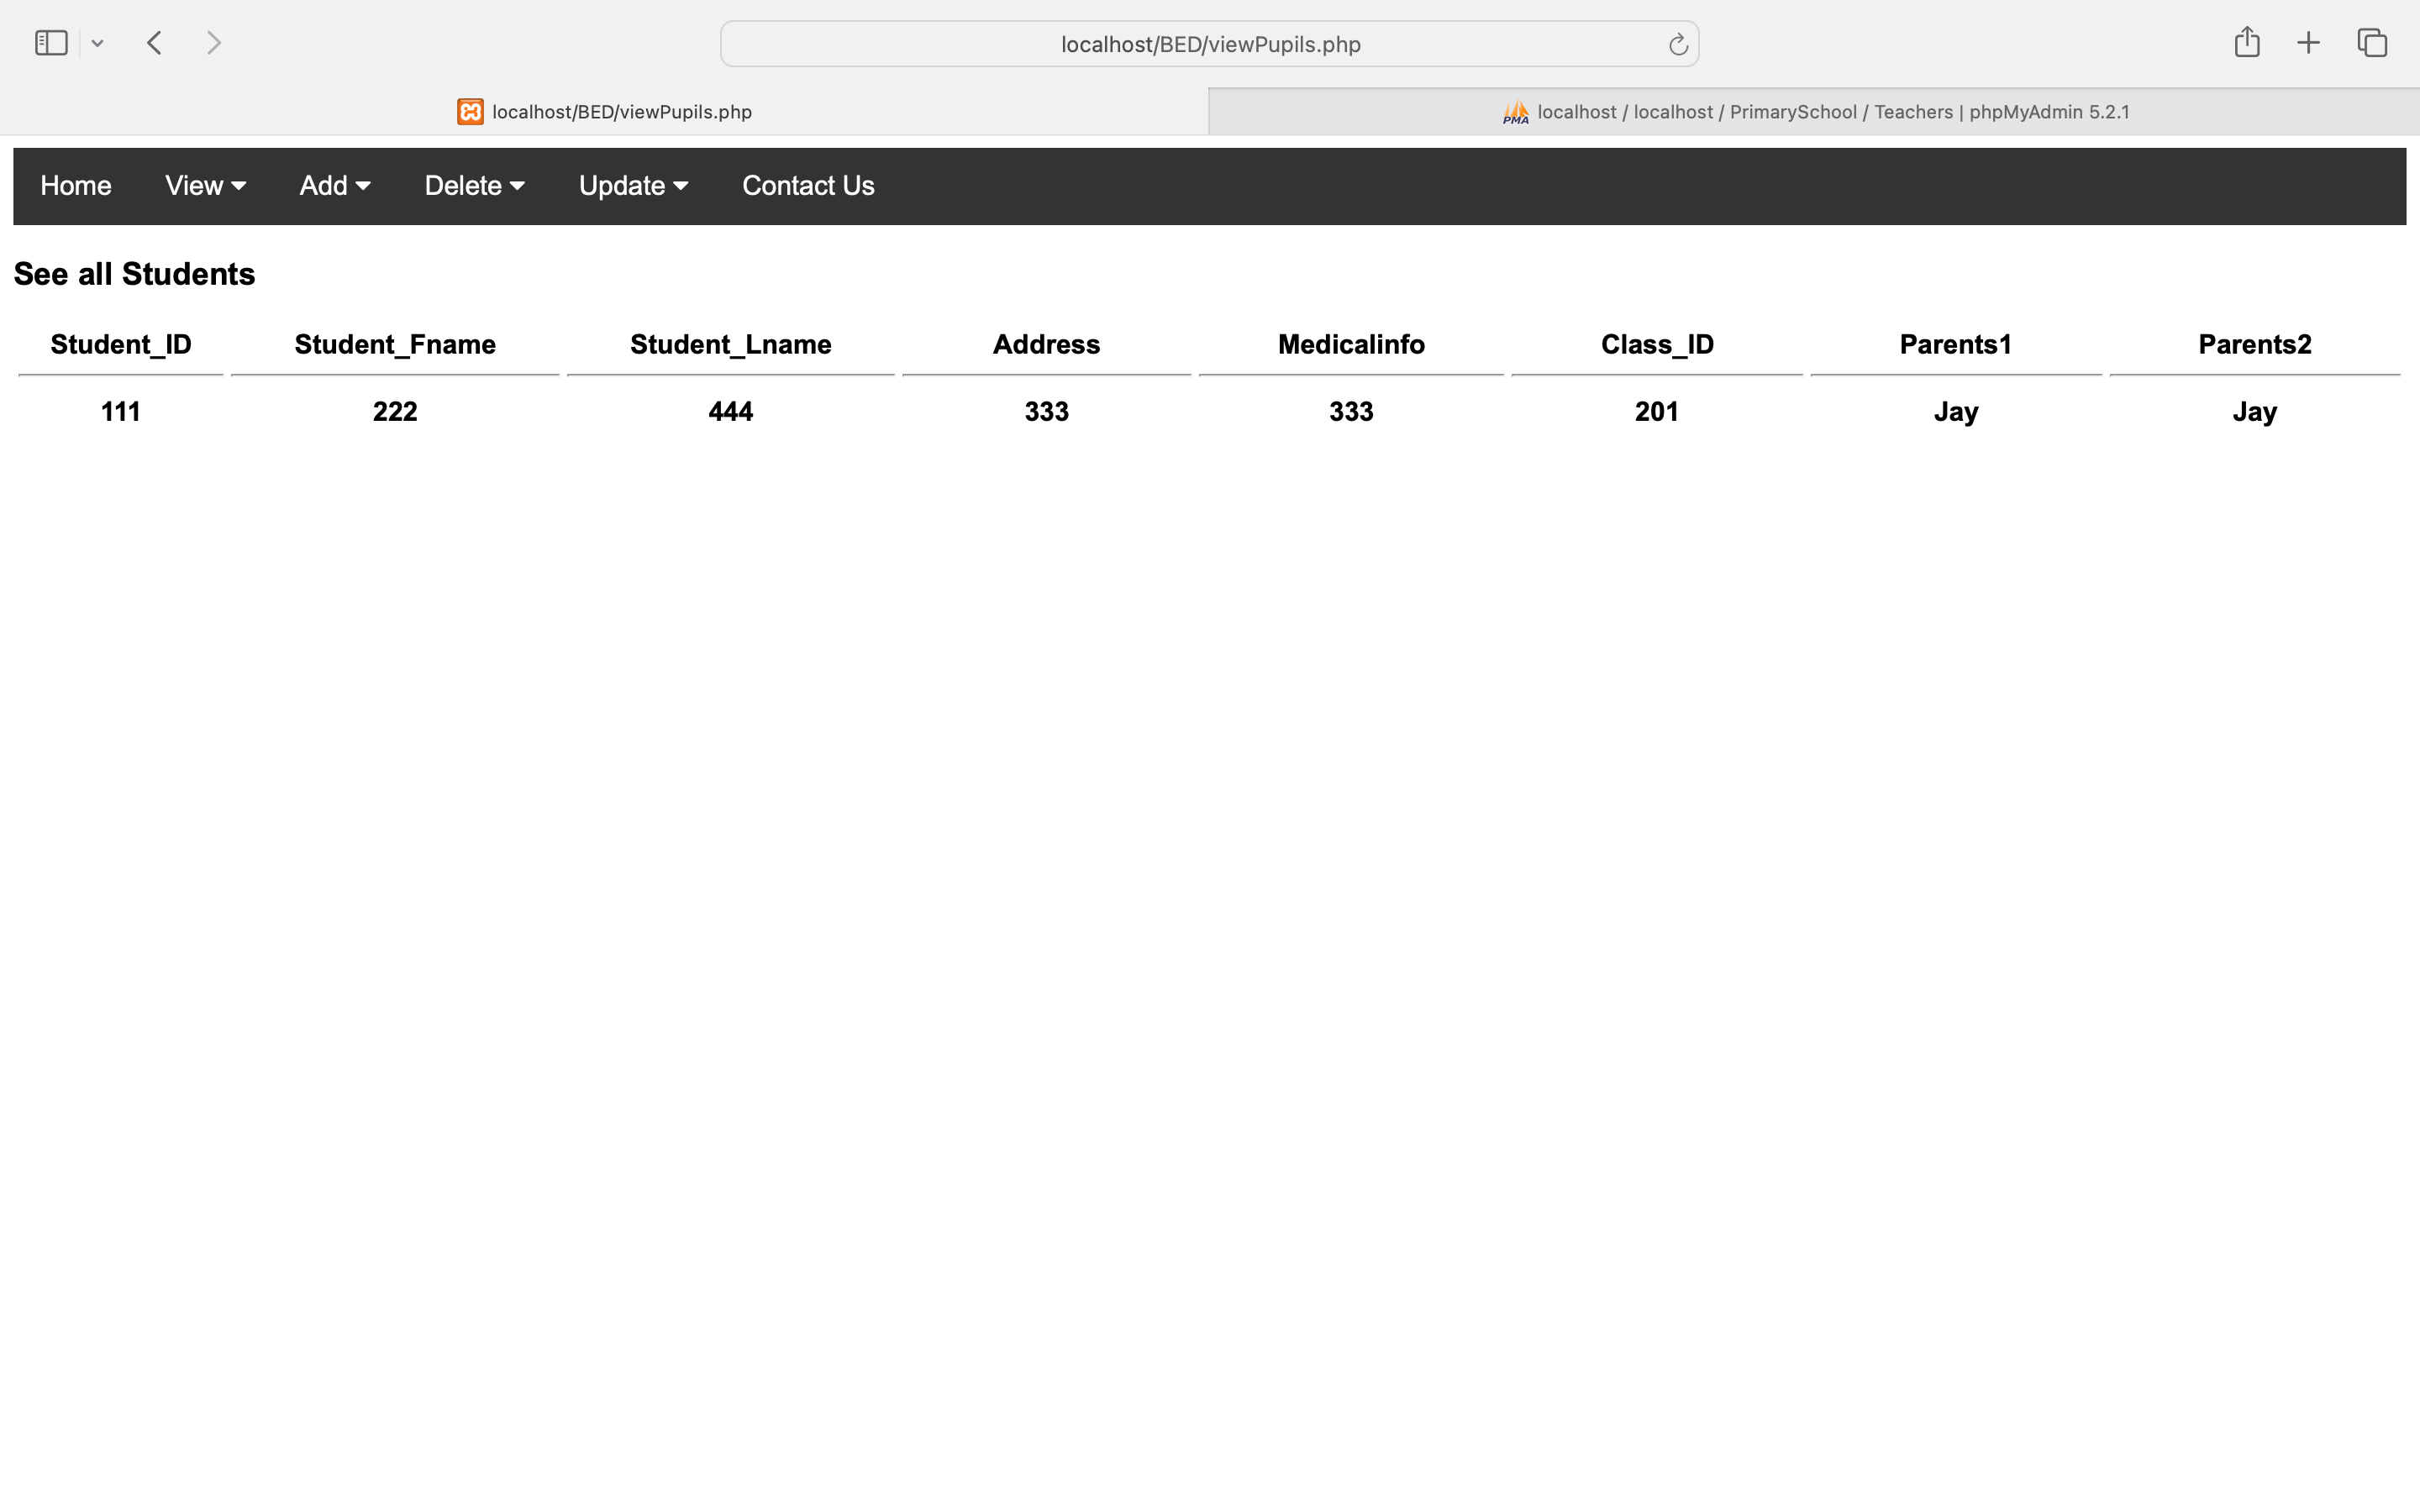 localhost/BED/viewPupils.php
localhost/BED/viewPupils.php
PMA localhost / localhost / PrimarySchool / Teachers | phpMyAdmin 5.2.1
Home View Add Delete Update Contact Us
See all Students
Student_ID Student_Fname Student_Lname Address Medicalinfo Class_ID Parents1 Parents2
111 222 444 333 333 201 Jay Jay